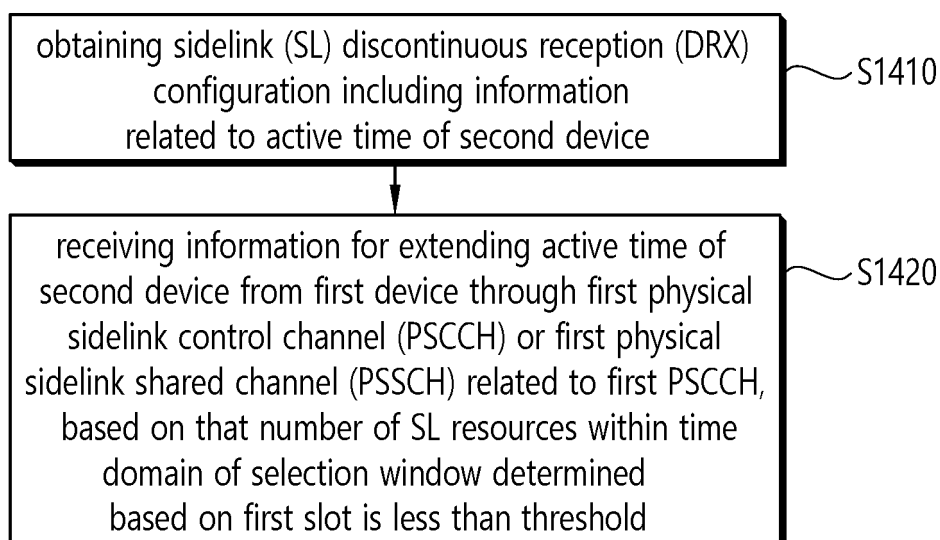 obtaining sidelink (SL) discontinuous reception (DRX)
configuration including information
related to active time of second device
S1410
receiving information for extending active time of
second device from first device through first physical
sidelink control channel (PSCCH) or first physical
sidelink shared channel (PSSCH) related to first PSCCH,
based on that number of SL resources within time
domain of selection window determined
based on first slot is less than threshold
S1420